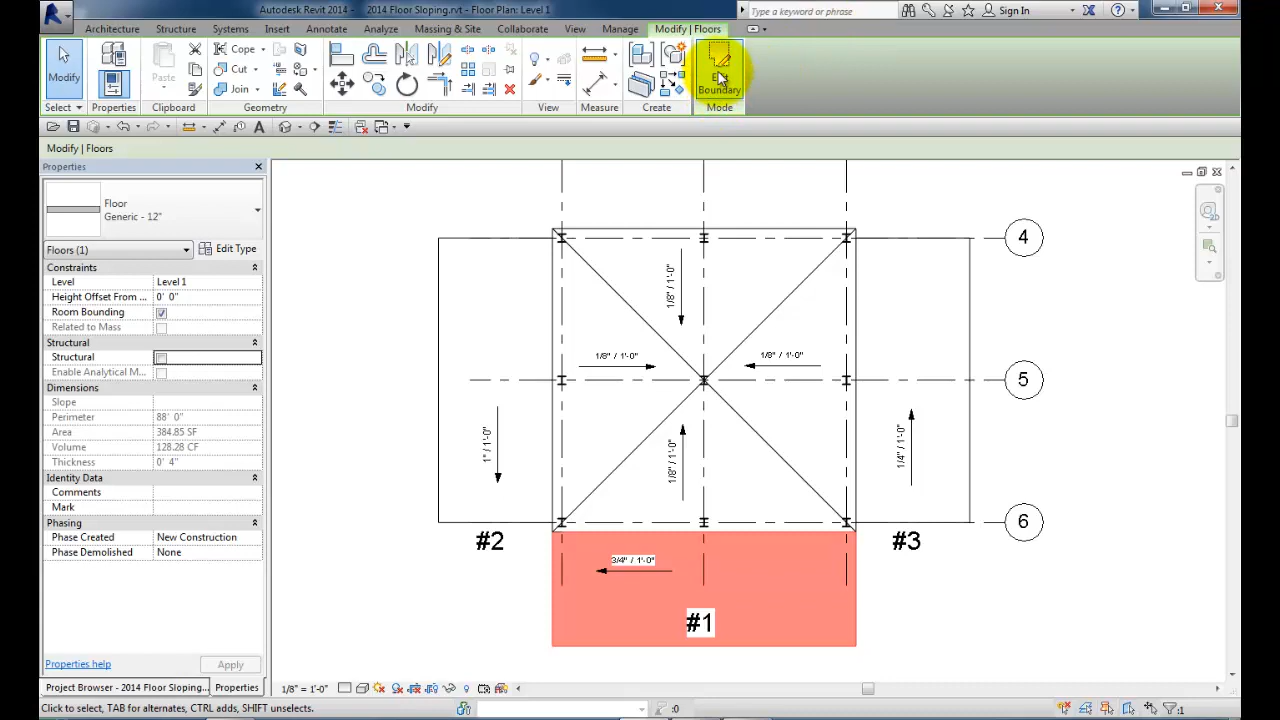 Autodesk Revit 2014 - 2014 Floor Sloping.rvt - Floor Plan: Level 1
Type a keyword or phrase
Sign In
Architecture Structure Systems Insert Annotate Analyze Massing & Site Collaborate View Manage Modify | Floors
Modify
Paste
Cope
Cut
Join
Boundary
Select Properties Clipboard Geometry Modify View Measure Create Mode
Modify | Floors
Properties
Floor
Generic - 12"
Floors (1)
Edit Type
Constraints
Level Level 1
Height Offset From ... 0' 0"
Room Bounding
Related to Mass
Structural
Structural
Enable Analytical M...
Dimensions
Slope
Perimeter 88' 0"
Area 384.85 SF
Volume 128.28 CF
Thickness 0' 4"
Identity Data
Comments
Mark
Phasing
Phase Created New Construction
Phase Demolished None
Properties help
Apply
Project Browser - 2014 Floor Sloping...
Properties
4
1/8" / 1'-0"
1/8" / 1'-0"
1/8" / 1'-0"
5
1" / 1'-0"
1/8" / 1'-0"
1/4" / 1'-0"
6
#2
#3
3/4" / 1'-0"
#1
1/8" = 1'-0"
Click to select, TAB for alternates, CTRL adds, SHIFT unselects.
:0
:1